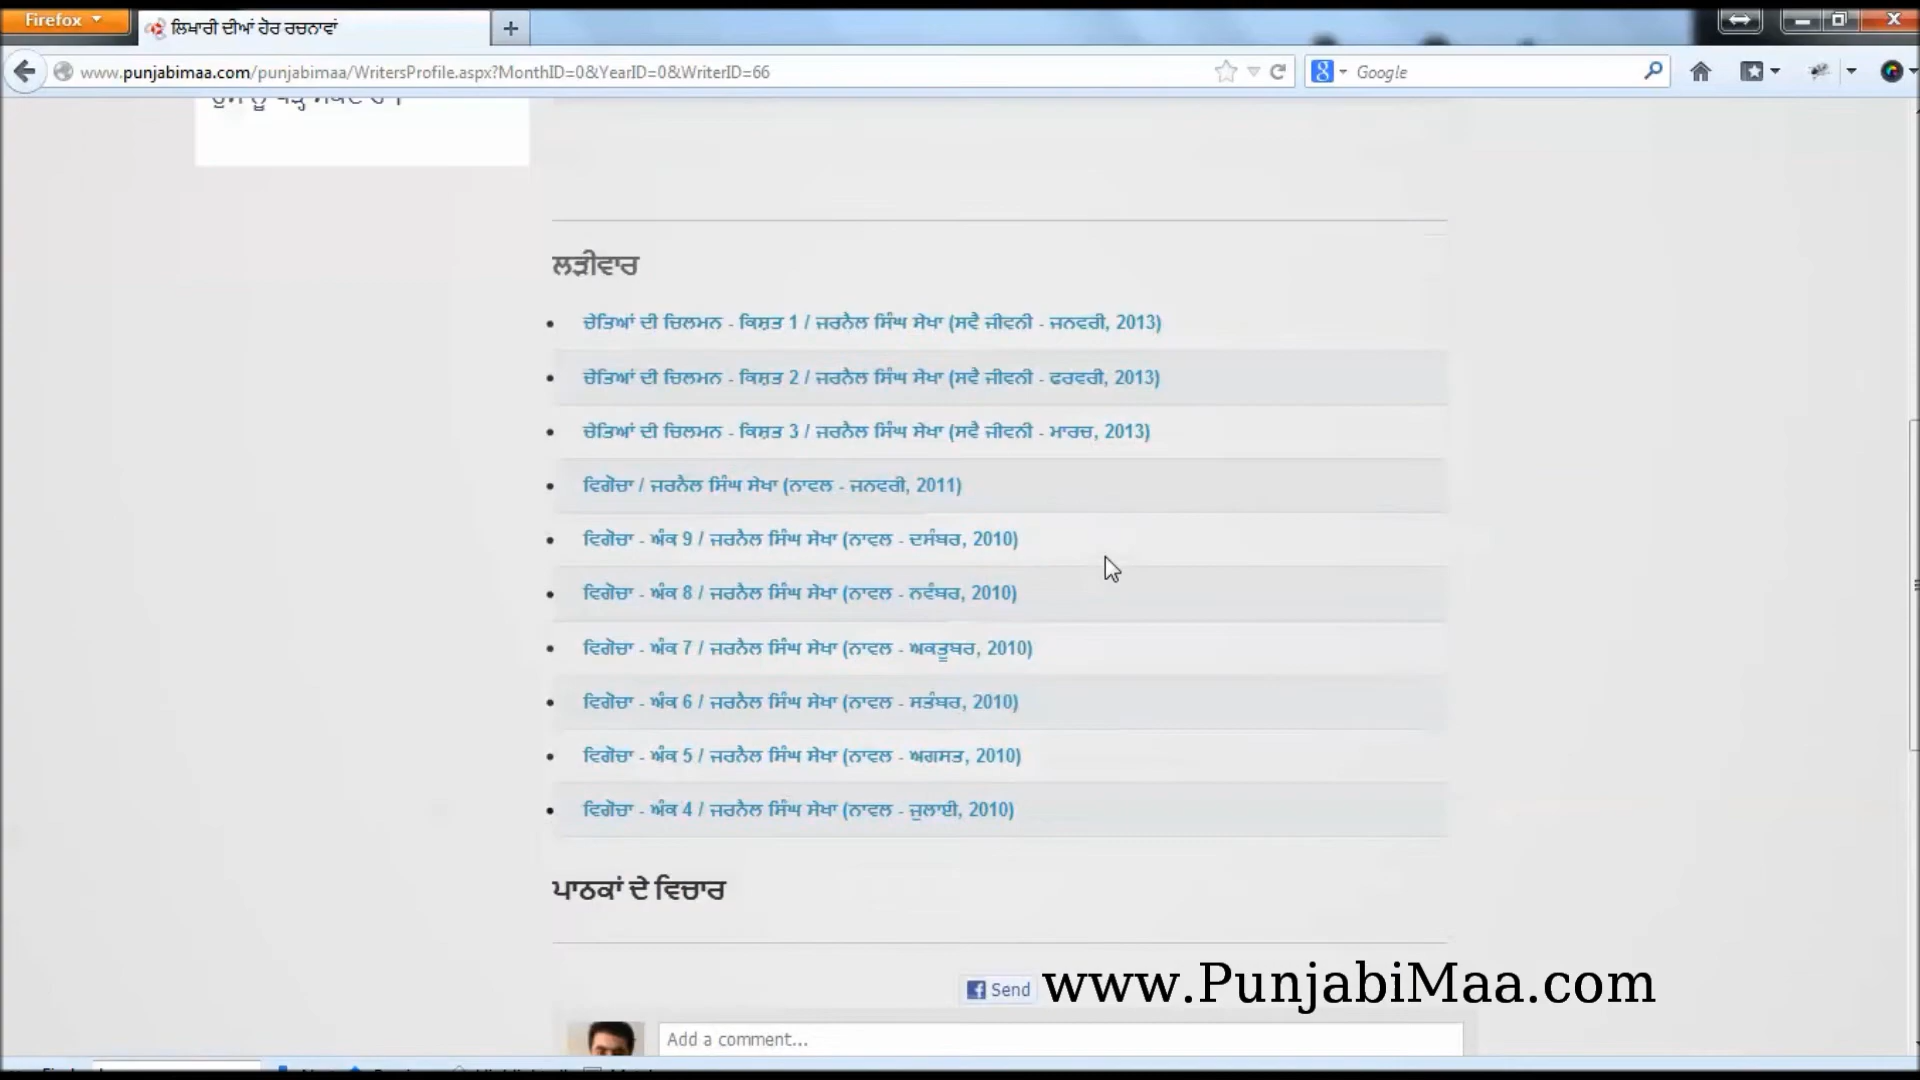 Firefox
ਲਿਖਾਰੀ ਦੀਆਂ ਹੋਰ ਰਚਨਾਵਾਂ
www.punjabimaa.com/punjabimaa/WritersProfile.aspx?MonthID=0&YearID=0&WriterID=66
Google
ਲੜੀਵਾਰ
ਚੇਤਿਆਂ ਦੀ ਚਿਲਮਨ - ਕਿਸ਼ਤ 1 / ਜਰਨੈਲ ਸਿੰਘ ਸੇਖਾ (ਸਵੈ ਜੀਵਨੀ - ਜਨਵਰੀ, 2013)
ਚੇਤਿਆਂ ਦੀ ਚਿਲਮਨ - ਕਿਸ਼ਤ 2 / ਜਰਨੈਲ ਸਿੰਘ ਸੇਖਾ (ਸਵੈ ਜੀਵਨੀ - ਫਰਵਰੀ, 2013)
ਚੇਤਿਆਂ ਦੀ ਚਿਲਮਨ - ਕਿਸ਼ਤ 3 / ਜਰਨੈਲ ਸਿੰਘ ਸੇਖਾ (ਸਵੈ ਜੀਵਨੀ - ਮਾਰਚ, 2013)
ਵਿਗੋਚਾ / ਜਰਨੈਲ ਸਿੰਘ ਸੇਖਾ (ਨਾਵਲ - ਜਨਵਰੀ, 2011)
ਵਿਗੋਚਾ - ਅੰਕ 9 / ਜਰਨੈਲ ਸਿੰਘ ਸੇਖਾ (ਨਾਵਲ - ਦਸੰਬਰ, 2010)
ਵਿਗੋਚਾ - ਅੰਕ 8 / ਜਰਨੈਲ ਸਿੰਘ ਸੇਖਾ (ਨਾਵਲ - ਨਵੰਬਰ, 2010)
ਵਿਗੋਚਾ - ਅੰਕ 7 / ਜਰਨੈਲ ਸਿੰਘ ਸੇਖਾ (ਨਾਵਲ - ਅਕਤੂਬਰ, 2010)
ਵਿਗੋਚਾ - ਅੰਕ 6 / ਜਰਨੈਲ ਸਿੰਘ ਸੇਖਾ (ਨਾਵਲ - ਸਤੰਬਰ, 2010)
ਵਿਗੋਚਾ - ਅੰਕ 5 / ਜਰਨੈਲ ਸਿੰਘ ਸੇਖਾ (ਨਾਵਲ - ਅਗਸਤ, 2010)
ਵਿਗੋਚਾ - ਅੰਕ 4 / ਜਰਨੈਲ ਸਿੰਘ ਸੇਖਾ (ਨਾਵਲ - ਜੁਲਾਈ, 2010)
ਪਾਠਕਾਂ ਦੇ ਵਿਚਾਰ
Send
www.PunjabiMaa.com
Add a comment...